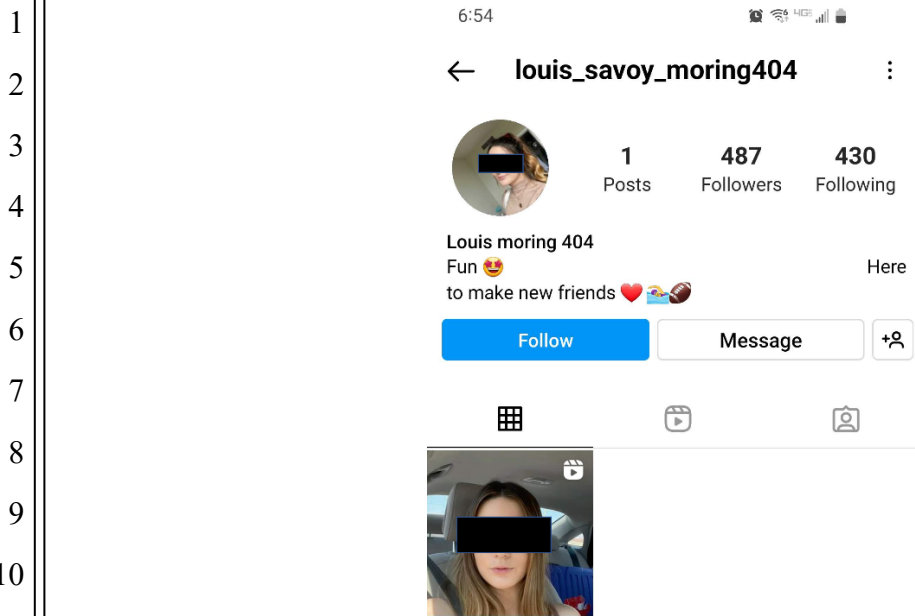 1
2
3
4
5
6
7
8
9
10
6:54 4G
louis_savoy_moring404
1 487 430
Posts Followers Following
Louis moring 404
Fun 🤩 Here
to make new friends ❤️ 🏊‍♀️🏈
Follow Message